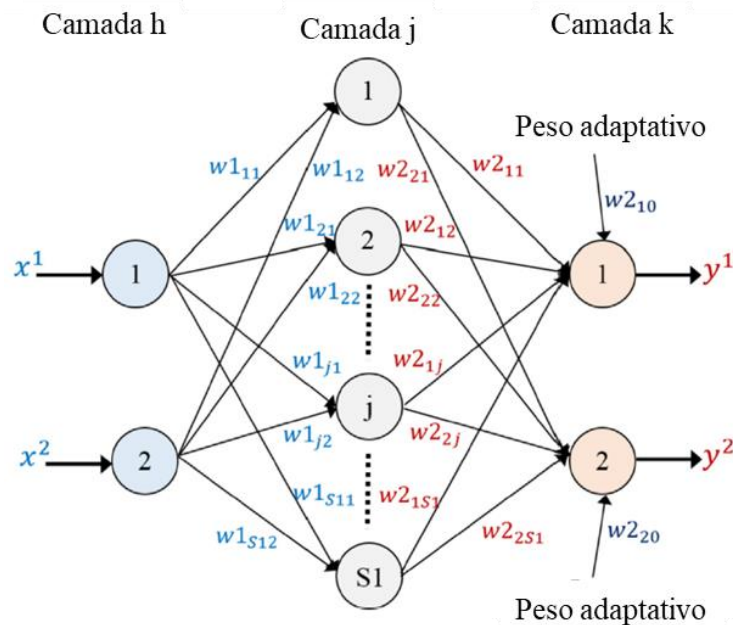 Camada h Camada j Camada k
1
Peso adaptativo
w1₁₁ w1₁₂ w2₂₁ w2₁₁
w2₁₀
w1₂₁ 2 w2₁₂
x¹ 1 1 y¹
w1₂₂ w2₂₂
w1ⱼ₁ w2₁ⱼ
j
w1ⱼ₂ w2₂ⱼ
x² 2 2 y²
w1ₛ₁₁ w2₁ₛ₁
w1ₛ₁₂ w2₂ₛ₁ w2₂₀
S1
Peso adaptativo